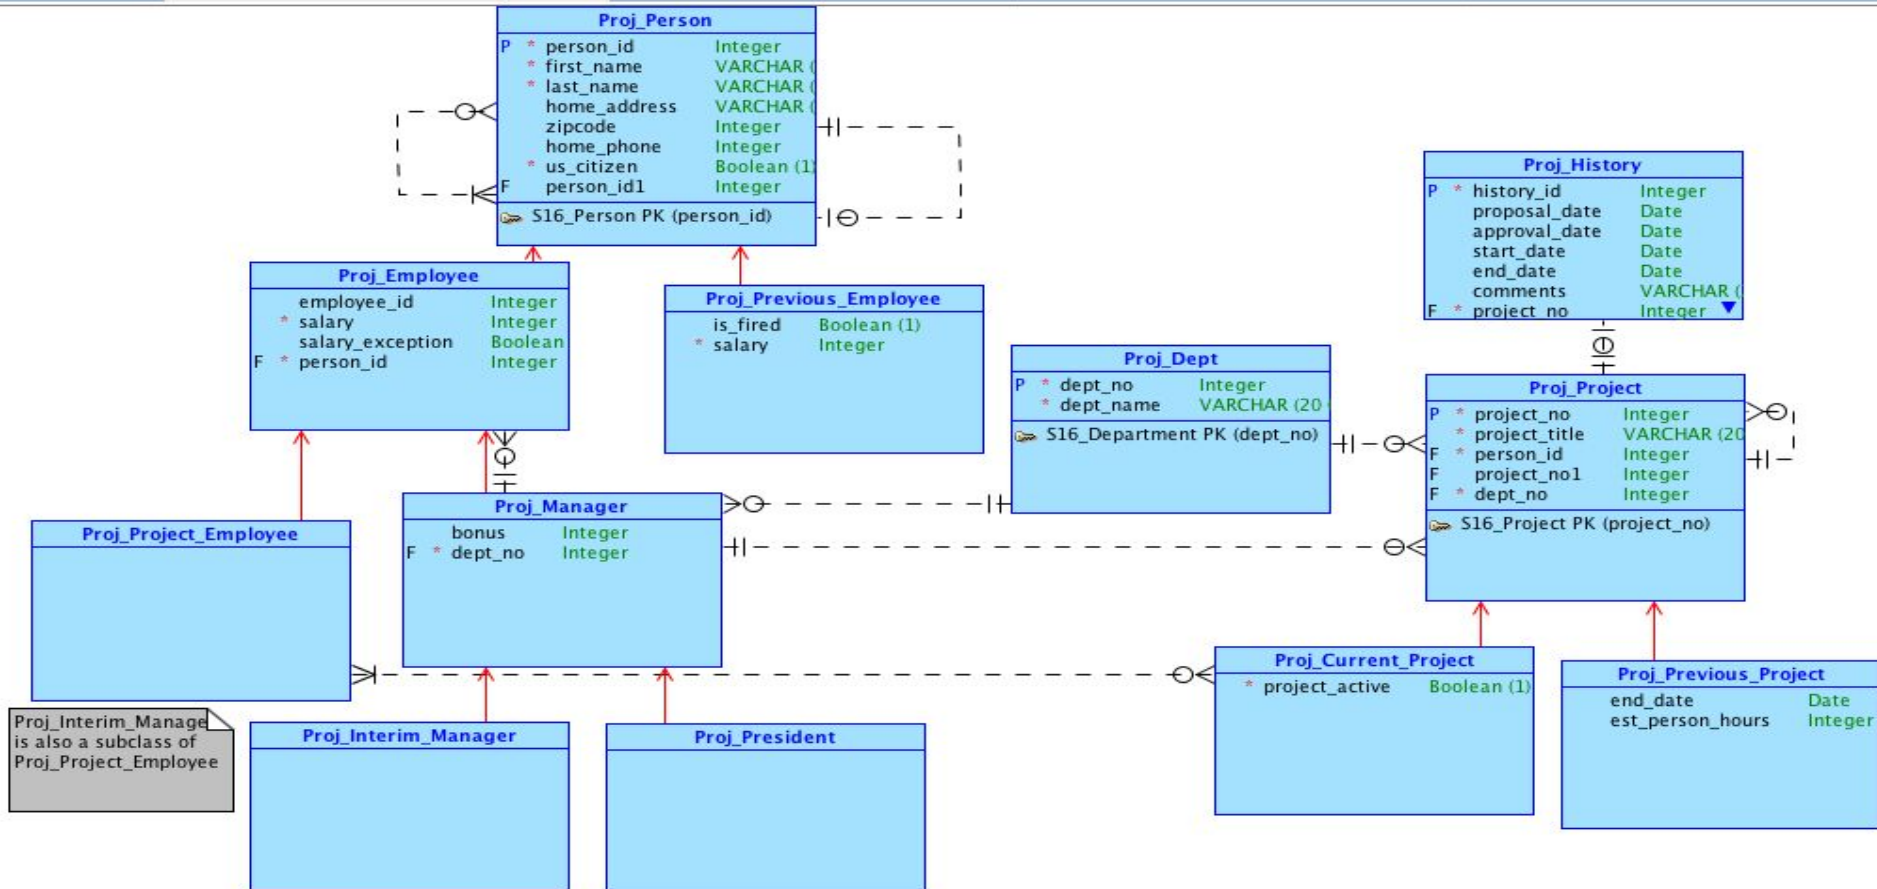 Proj_Person
P * person_id Integer
* first_name VARCHAR (
* last_name VARCHAR (
home_address VARCHAR (
zipcode Integer
home_phone Integer
* us_citizen Boolean (1)
F person_id1 Integer
S16_Person PK (person_id)
Proj_Employee
employee_id Integer
* salary Integer
salary_exception Boolean
F * person_id Integer
Proj_Previous_Employee
is_fired Boolean (1)
* salary Integer
Proj_History
P * history_id Integer
proposal_date Date
approval_date Date
start_date Date
end_date Date
comments VARCHAR (
F * project_no Integer
Proj_Dept
P * dept_no Integer
* dept_name VARCHAR (20
S16_Department PK (dept_no)
Proj_Project
P * project_no Integer
* project_title VARCHAR (20
F * person_id Integer
F project_no1 Integer
F * dept_no Integer
S16_Project PK (project_no)
Proj_Manager
bonus Integer
F * dept_no Integer
Proj_Project_Employee
Proj_Interim_Manage
is also a subclass of
Proj_Project_Employee
Proj_Interim_Manager
Proj_President
Proj_Current_Project
* project_active Boolean (1)
Proj_Previous_Project
end_date Date
est_person_hours Integer